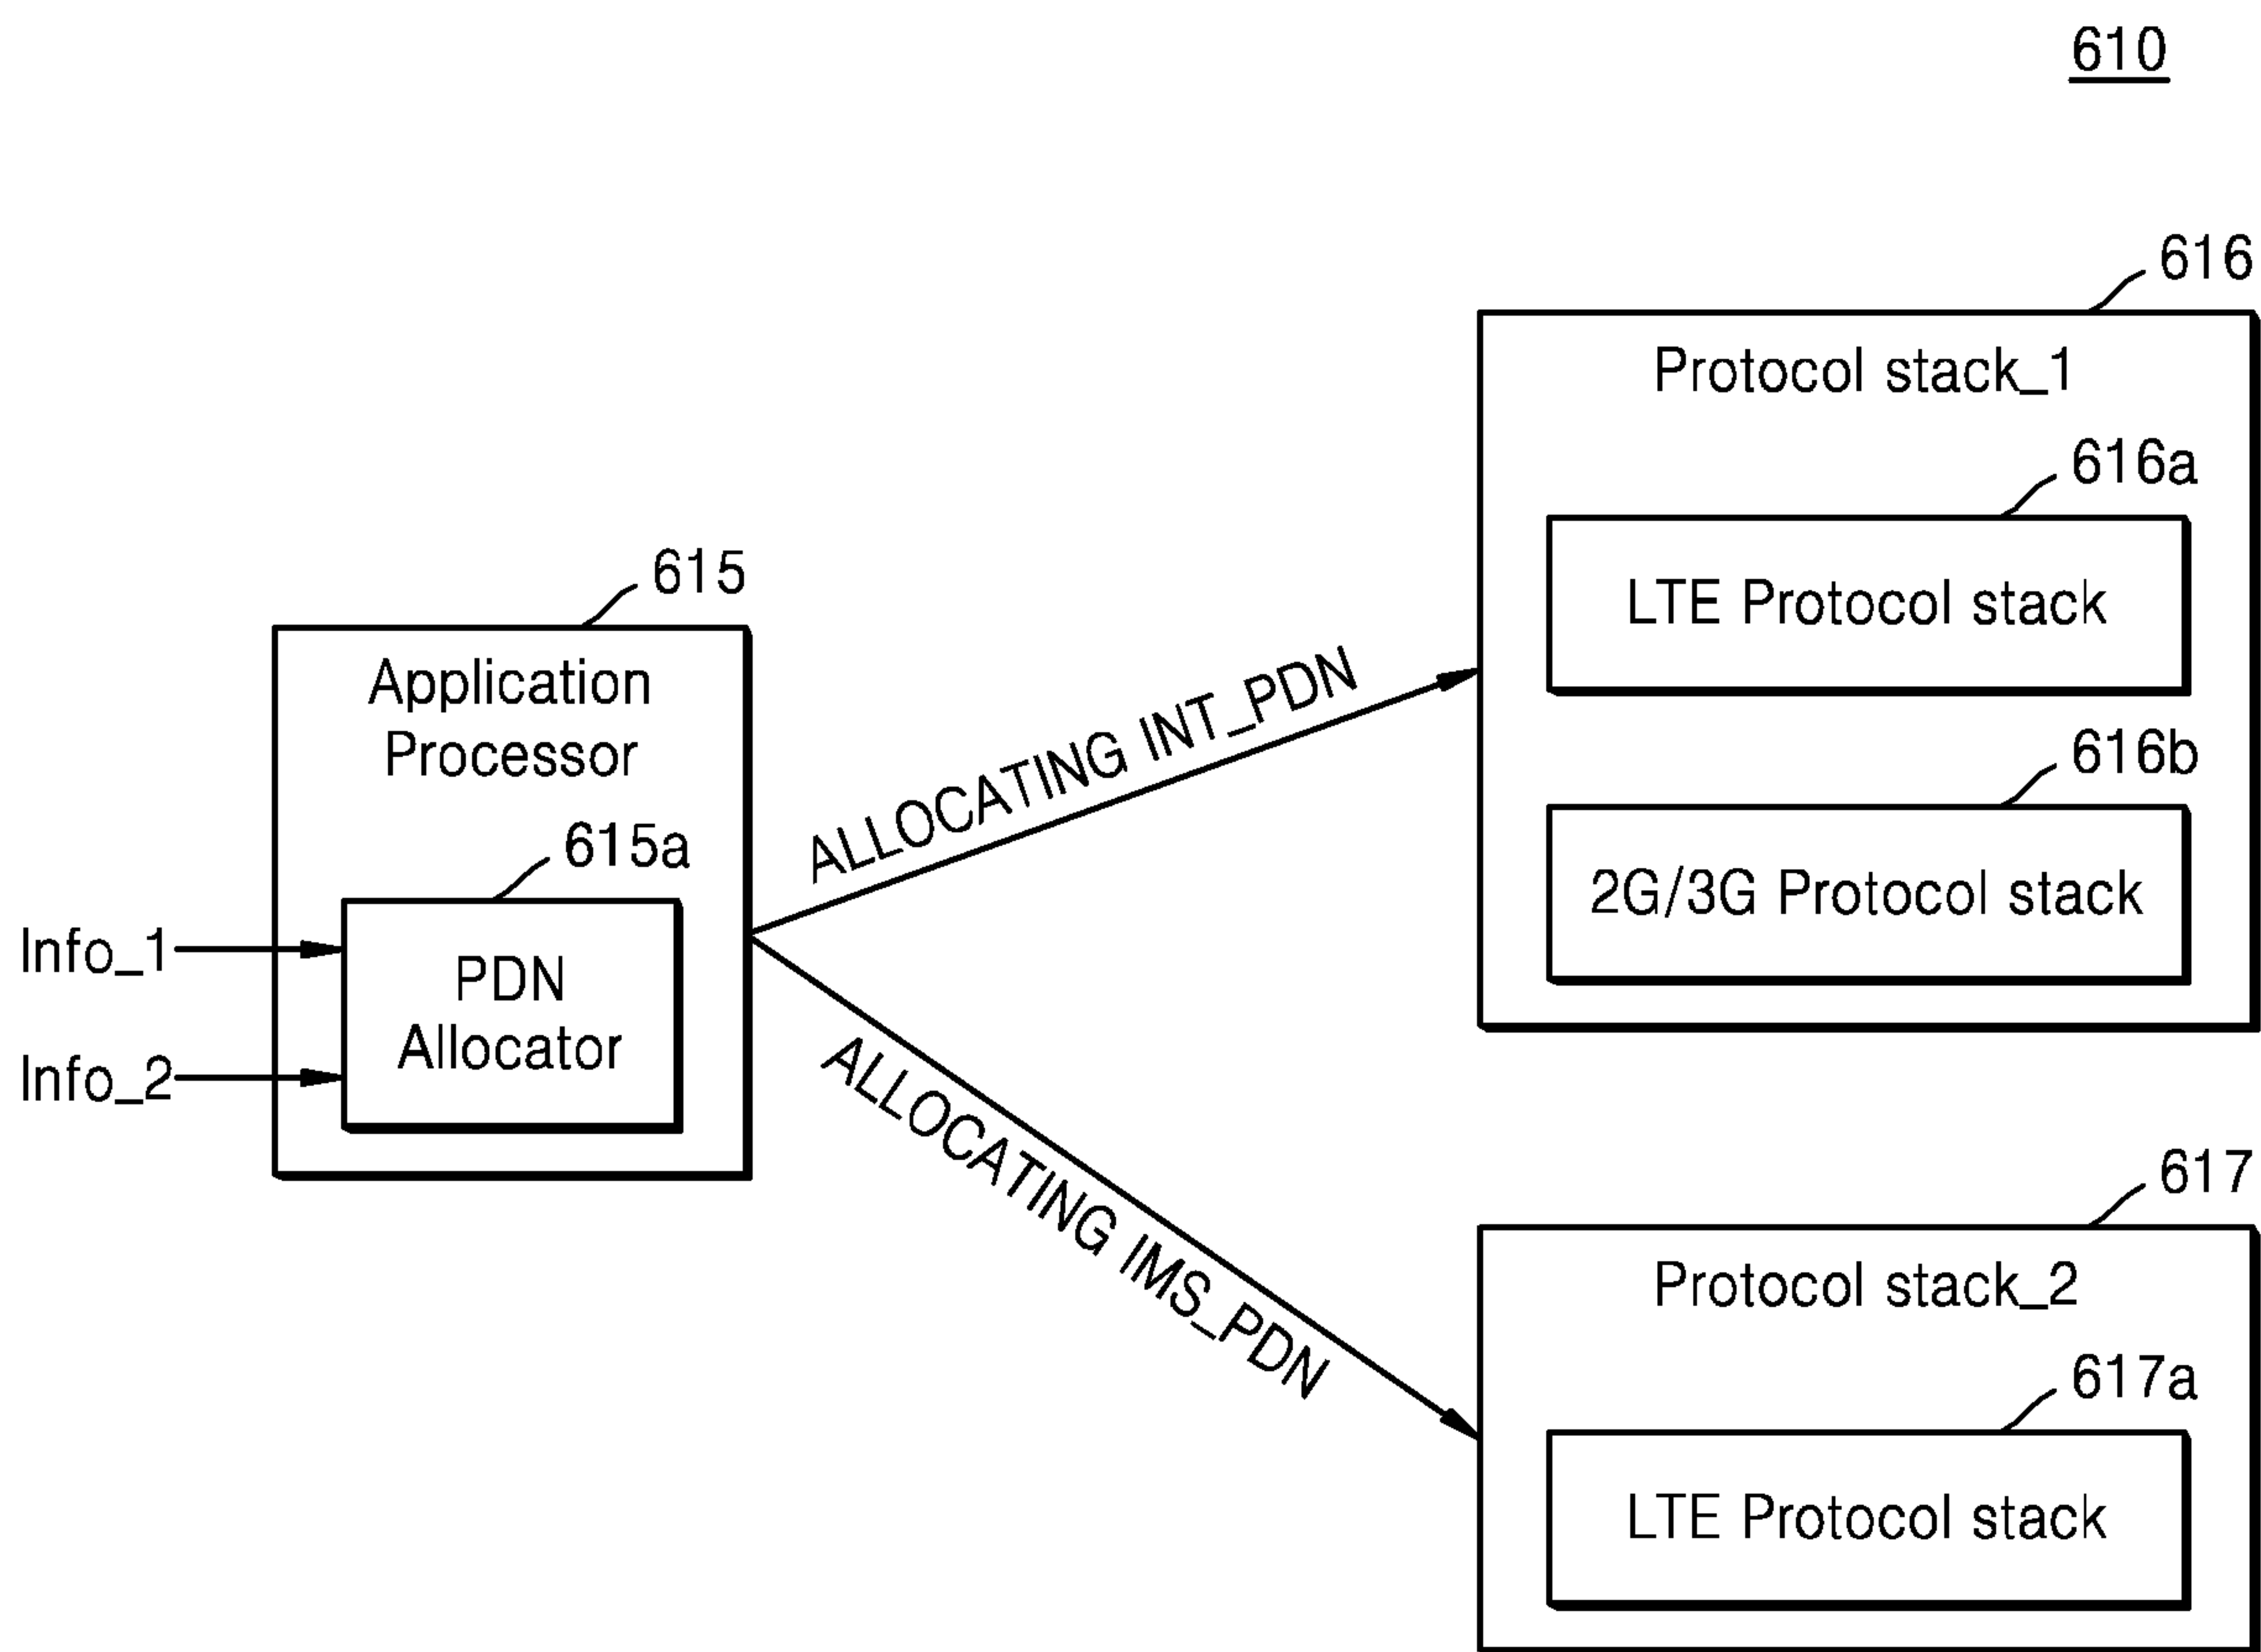 610
616
Protocol stack_1
616a
LTE Protocol stack
616b
2G/3G Protocol stack
615
Application
Processor
615a
PDN
Allocator
Info_1
Info_2
ALLOCATING INT_PDN
ALLOCATING IMS_PDN
617
Protocol stack_2
617a
LTE Protocol stack